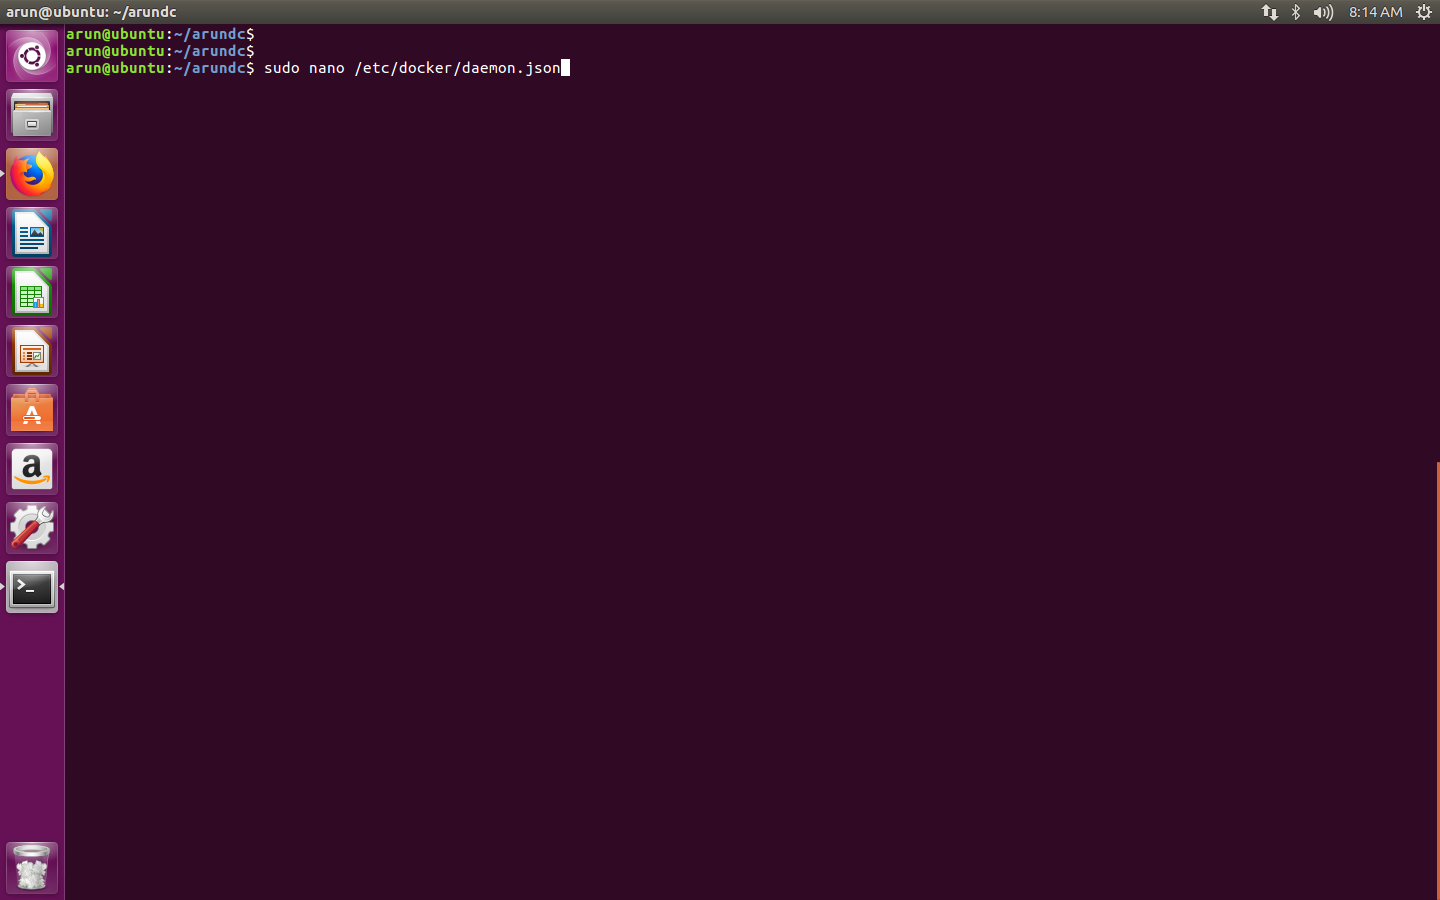 arun@ubuntu: ~/arundc
8:14 AM
arun@ubuntu:~/arundc$
arun@ubuntu:~/arundc$
arun@ubuntu:~/arundc$ sudo nano /etc/docker/daemon.json
A
a
>_